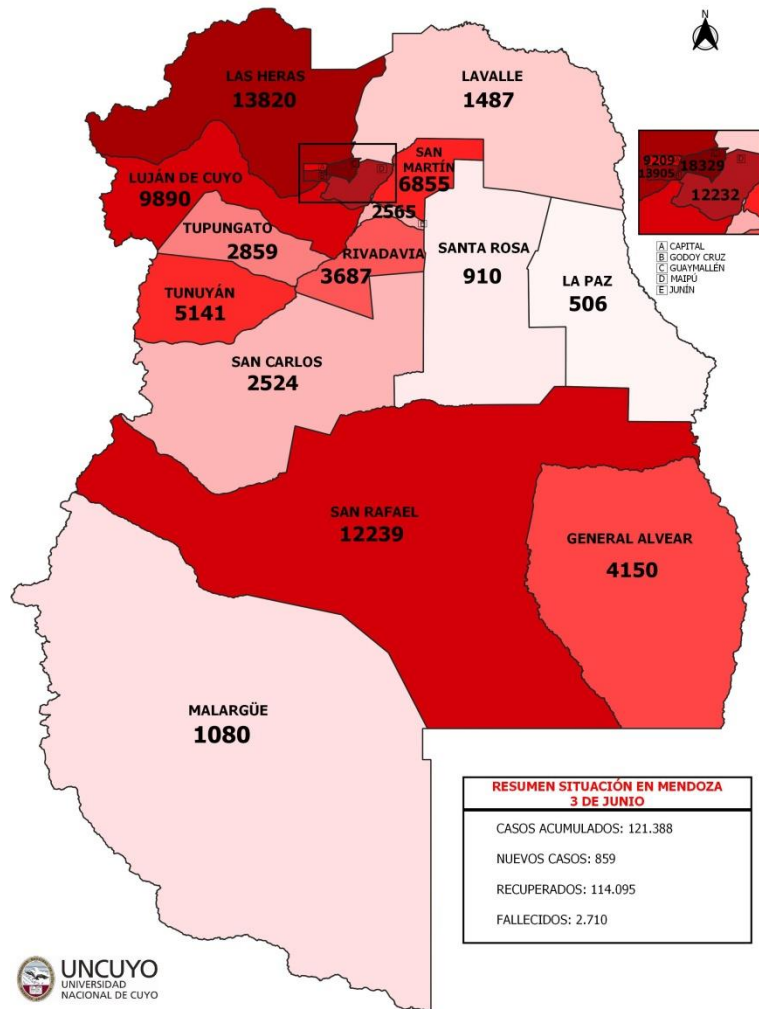 N
LAS HERAS
13820
LAVALLE
1487
SAN
MARTÍN
6855
LUJÁN DE CUYO
9890
2565
TUPUNGATO
2859
RIVADAVIA
3687
SANTA ROSA
910
LA PAZ
506
TUNUYÁN
5141
SAN CARLOS
2524
9209
18329
13905
12232
A CAPITAL
B GODOY CRUZ
C GUAYMALLÉN
D MAIPÚ
E JUNÍN
SAN RAFAEL
12239
GENERAL ALVEAR
4150
MALARGÜE
1080
RESUMEN SITUACIÓN EN MENDOZA
3 DE JUNIO
CASOS ACUMULADOS: 121.388
NUEVOS CASOS: 859
RECUPERADOS: 114.095
FALLECIDOS: 2.710
UNCUYO
UNIVERSIDAD
NACIONAL DE CUYO